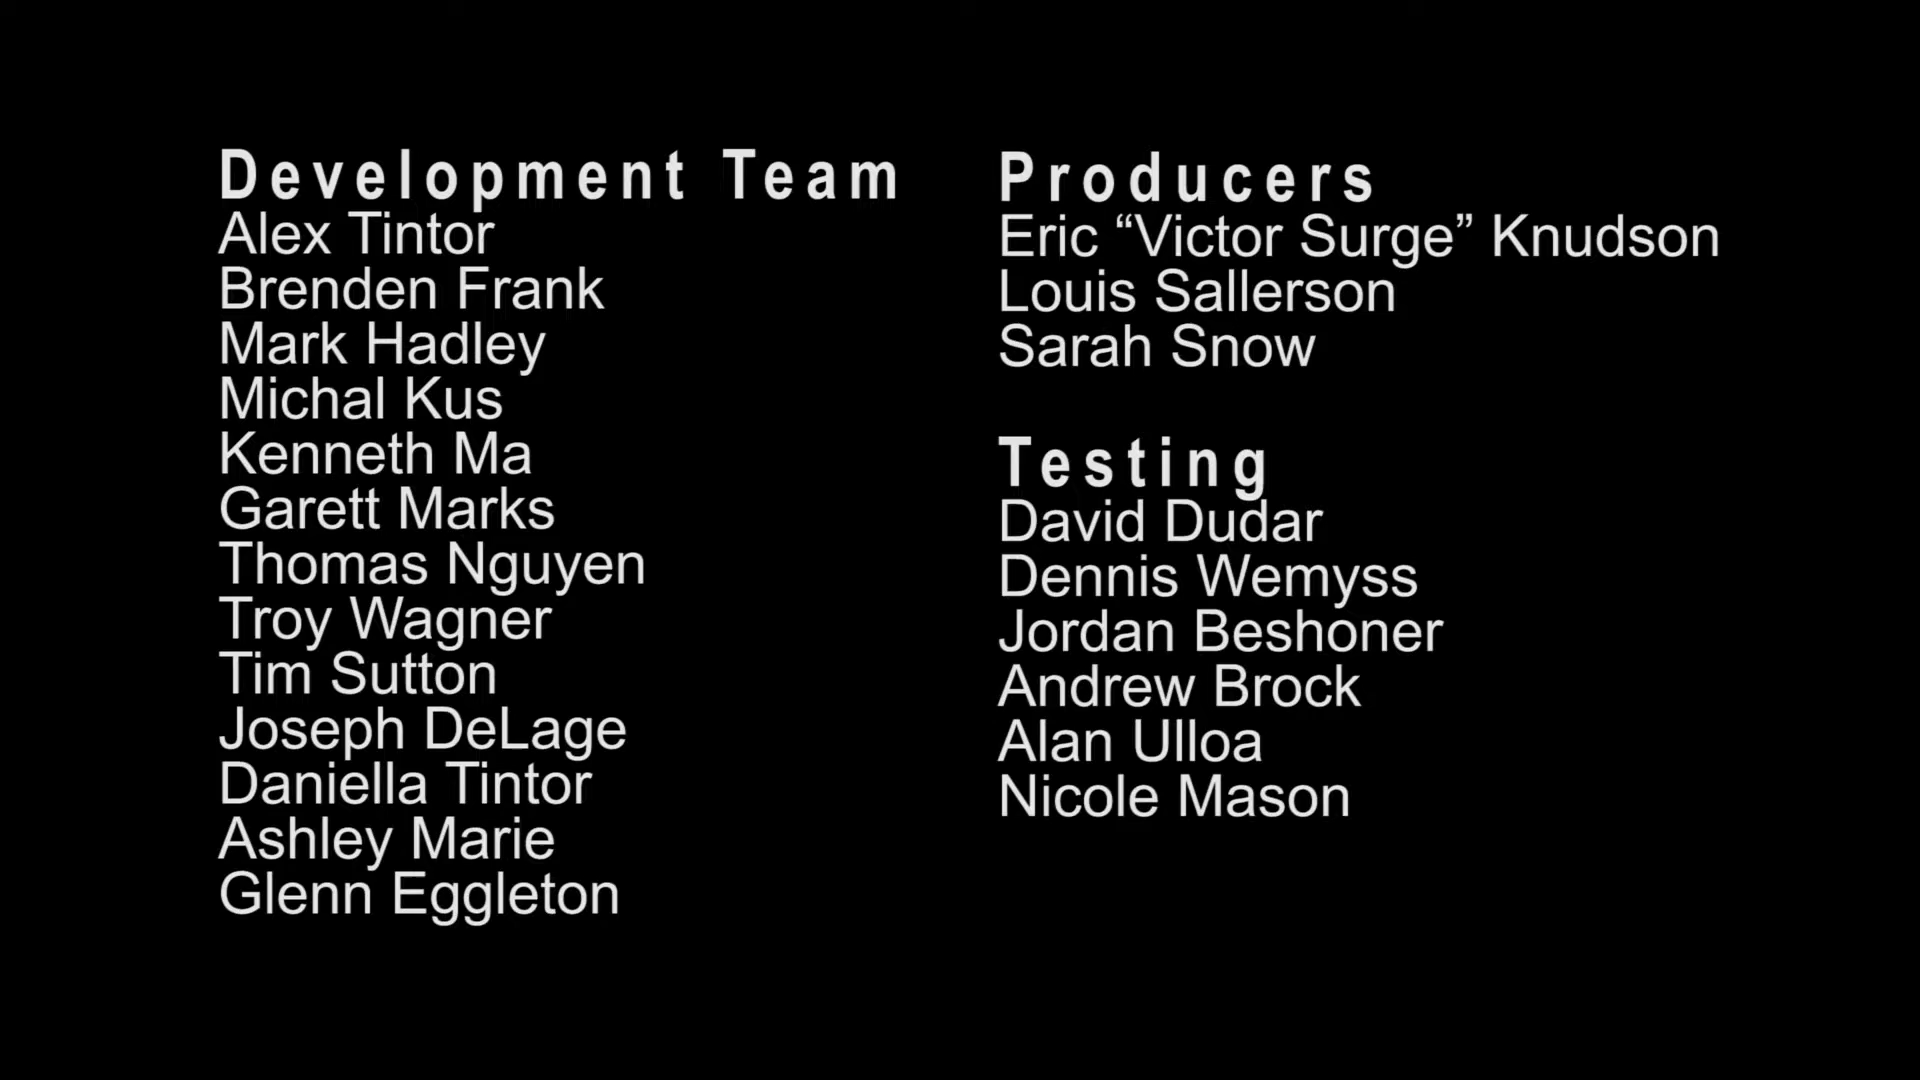 Development Team
Alex Tintor
Brenden Frank
Mark Hadley
Michal Kus
Kenneth Ma
Garett Marks
Thomas Nguyen
Troy Wagner
Tim Sutton
Joseph DeLage
Daniella Tintor
Ashley Marie
Glenn Eggleton
Producers
Eric “Victor Surge” Knudson
Louis Sallerson
Sarah Snow
Testing
David Dudar
Dennis Wemyss
Jordan Beshoner
Andrew Brock
Alan Ulloa
Nicole Mason